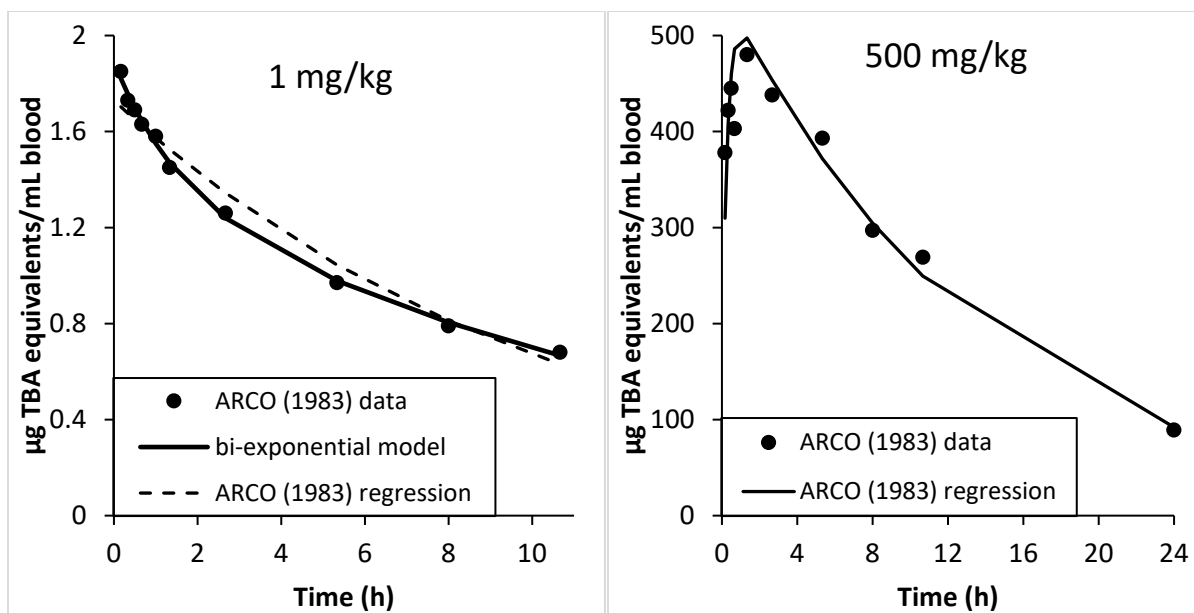 1 mg/kg
µg TBA equivalents/mL blood
2
1.6
1.2
0.8
0.4
0
0 2 4 6 8 10
Time (h)
ARCO (1983) data
bi-exponential model
ARCO (1983) regression
500 mg/kg
µg TBA equivalents/mL blood
500
400
300
200
100
0
0 4 8 12 16 20 24
Time (h)
ARCO (1983) data
ARCO (1983) regression